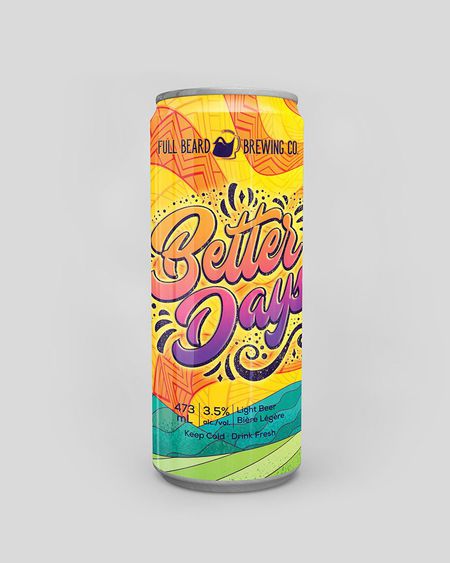 FULL BEARD BREWING CO.
Better
Days
473 mL
3.5% alc./vol.
Light Beer
Bière Légère
Keep Cold · Drink Fresh